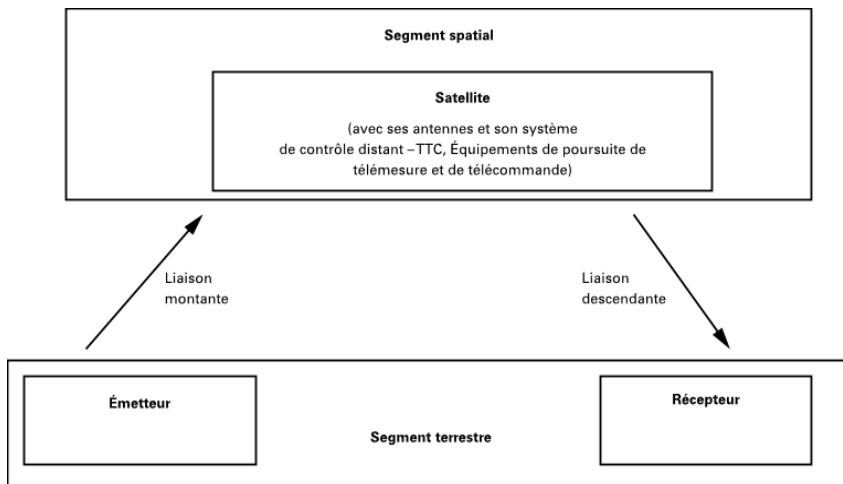 Segment spatial
Satellite
(avec ses antennes et son système
de contrôle distant –TTC, Équipements de poursuite de
télémesure et de télécommande)
Liaison
montante
Liaison
descendante
Émetteur
Récepteur
Segment terrestre